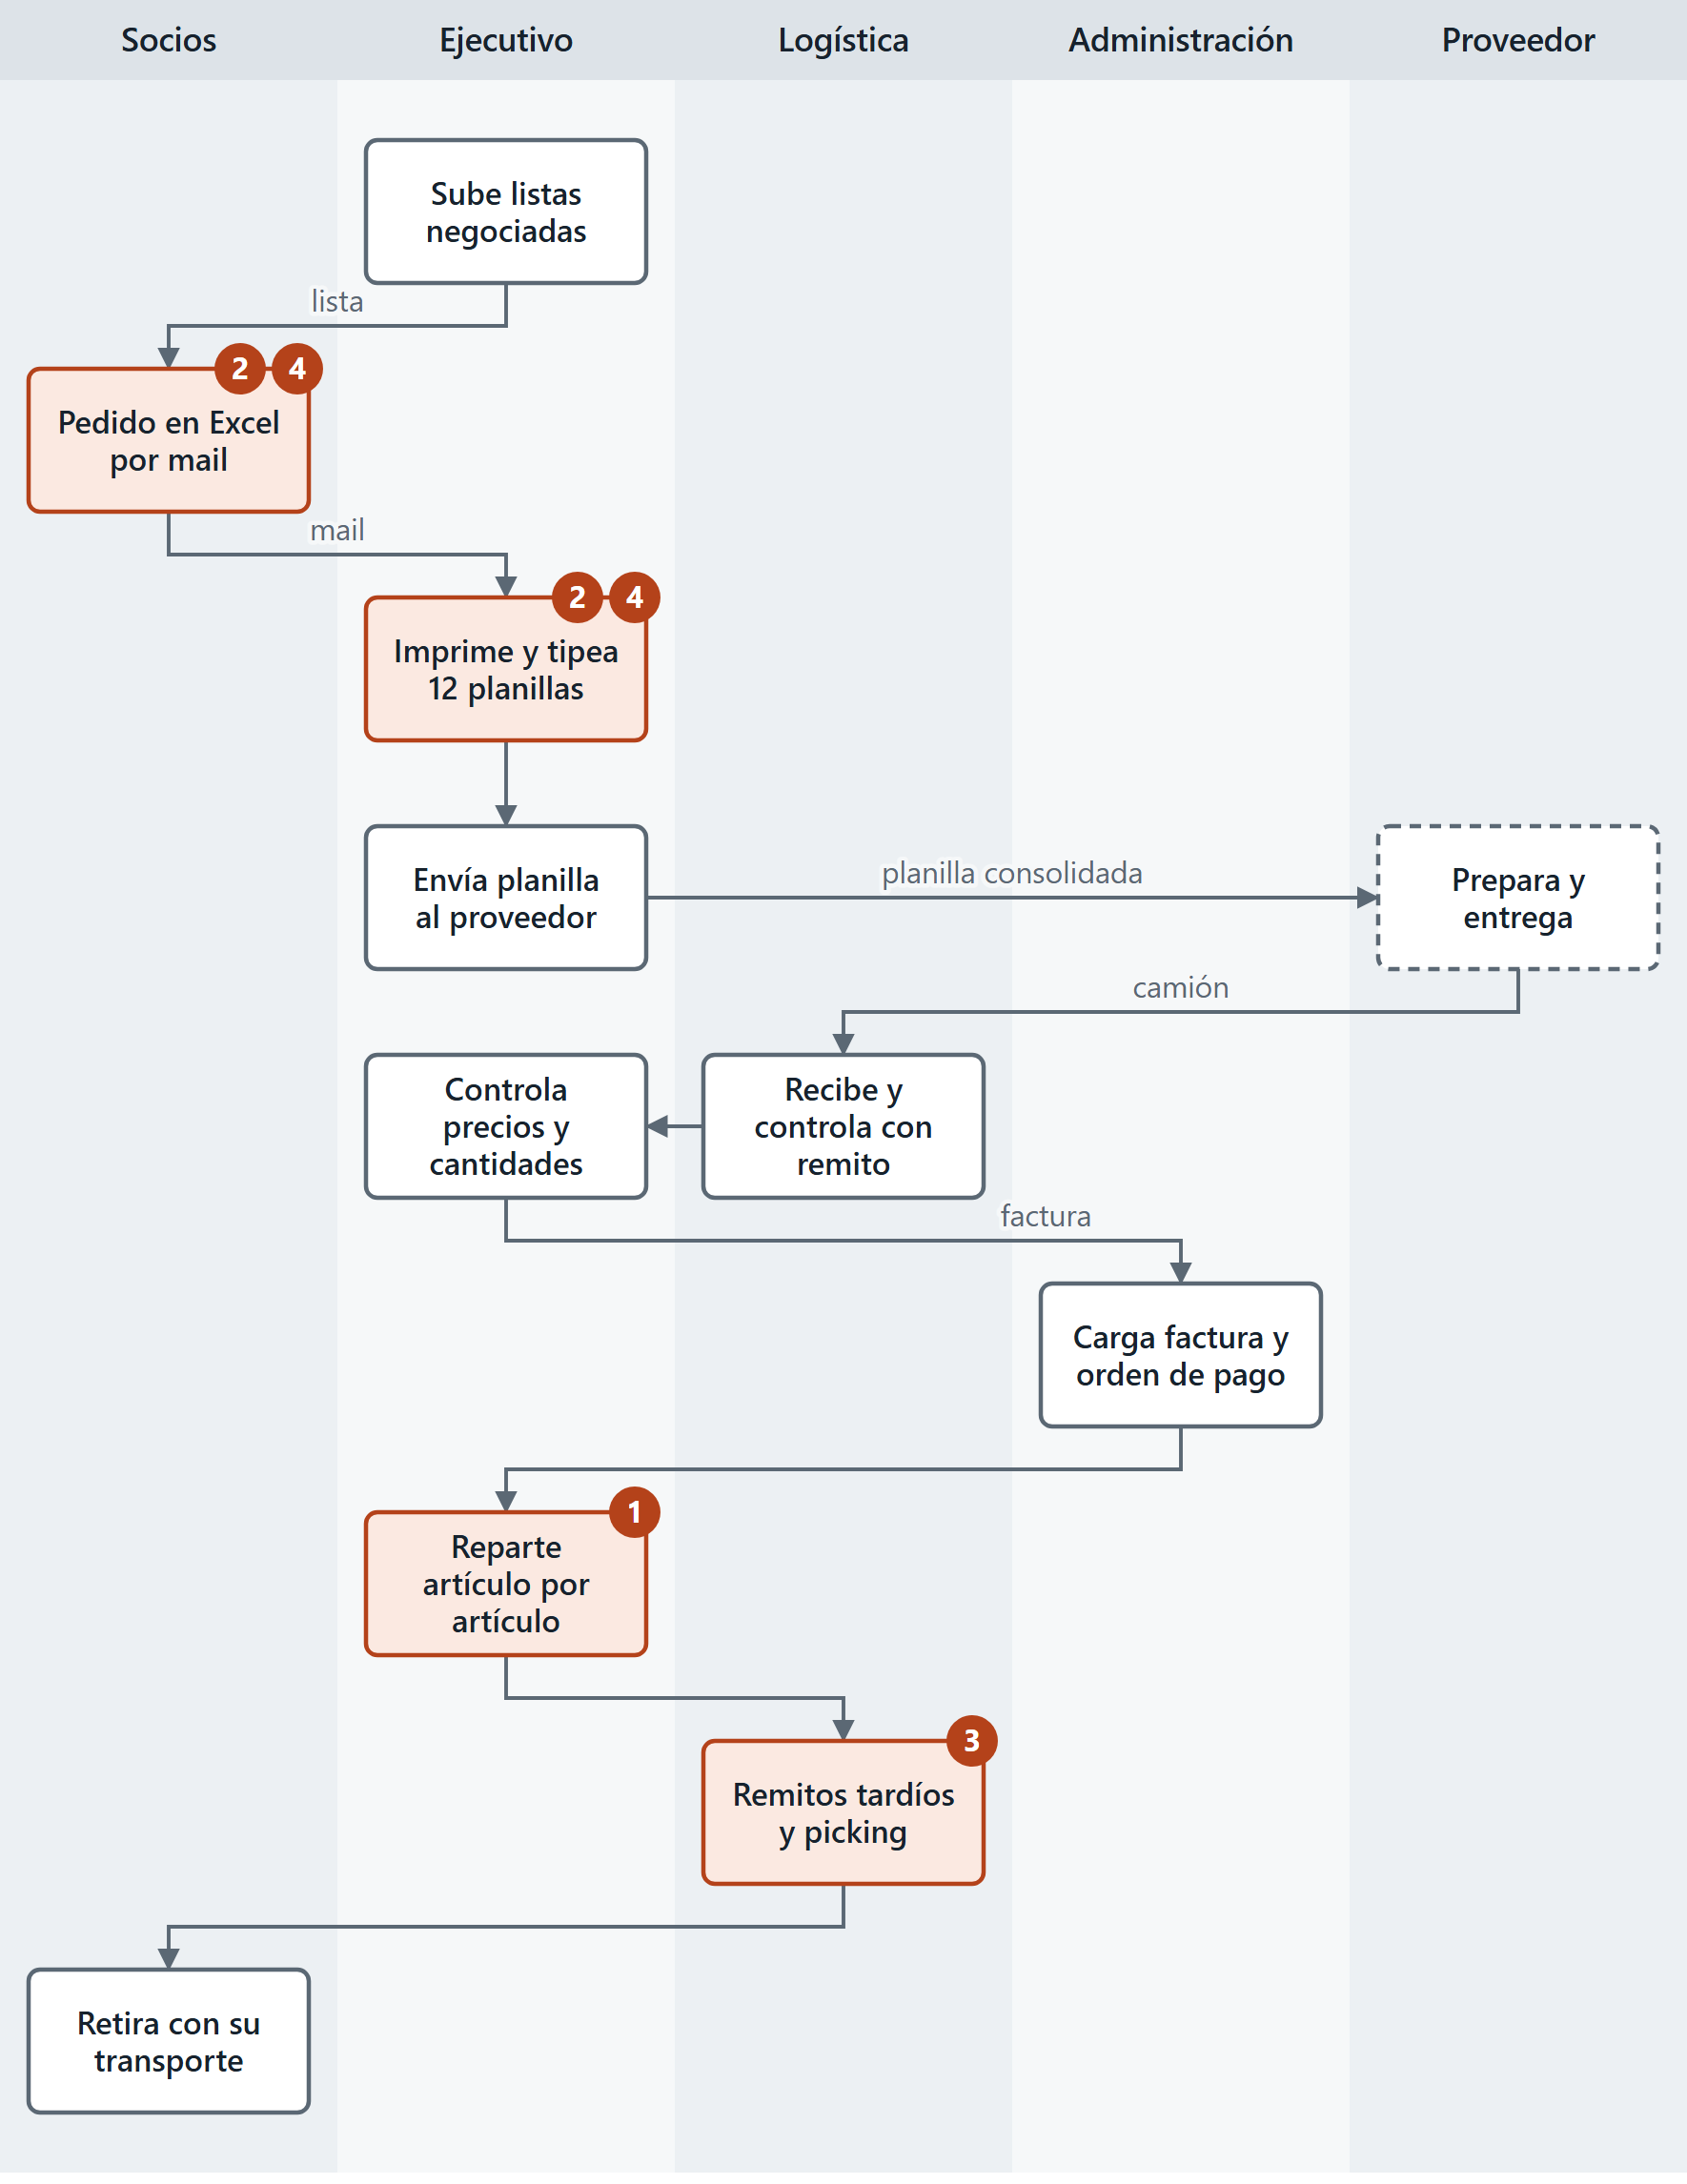 Socios
Ejecutivo
Logística
Administración
Proveedor
Sube listas
negociadas
lista
2
4
Pedido en Excel
por mail
mail
2
4
Imprime y tipea
12 planillas
Envía planilla
al proveedor
planilla consolidada
Prepara y
entrega
camión
Controla
precios y
cantidades
Recibe y
controla con
remito
factura
Carga factura y
orden de pago
1
Reparte
artículo por
artículo
3
Remitos tardíos
y picking
Retira con su
transporte